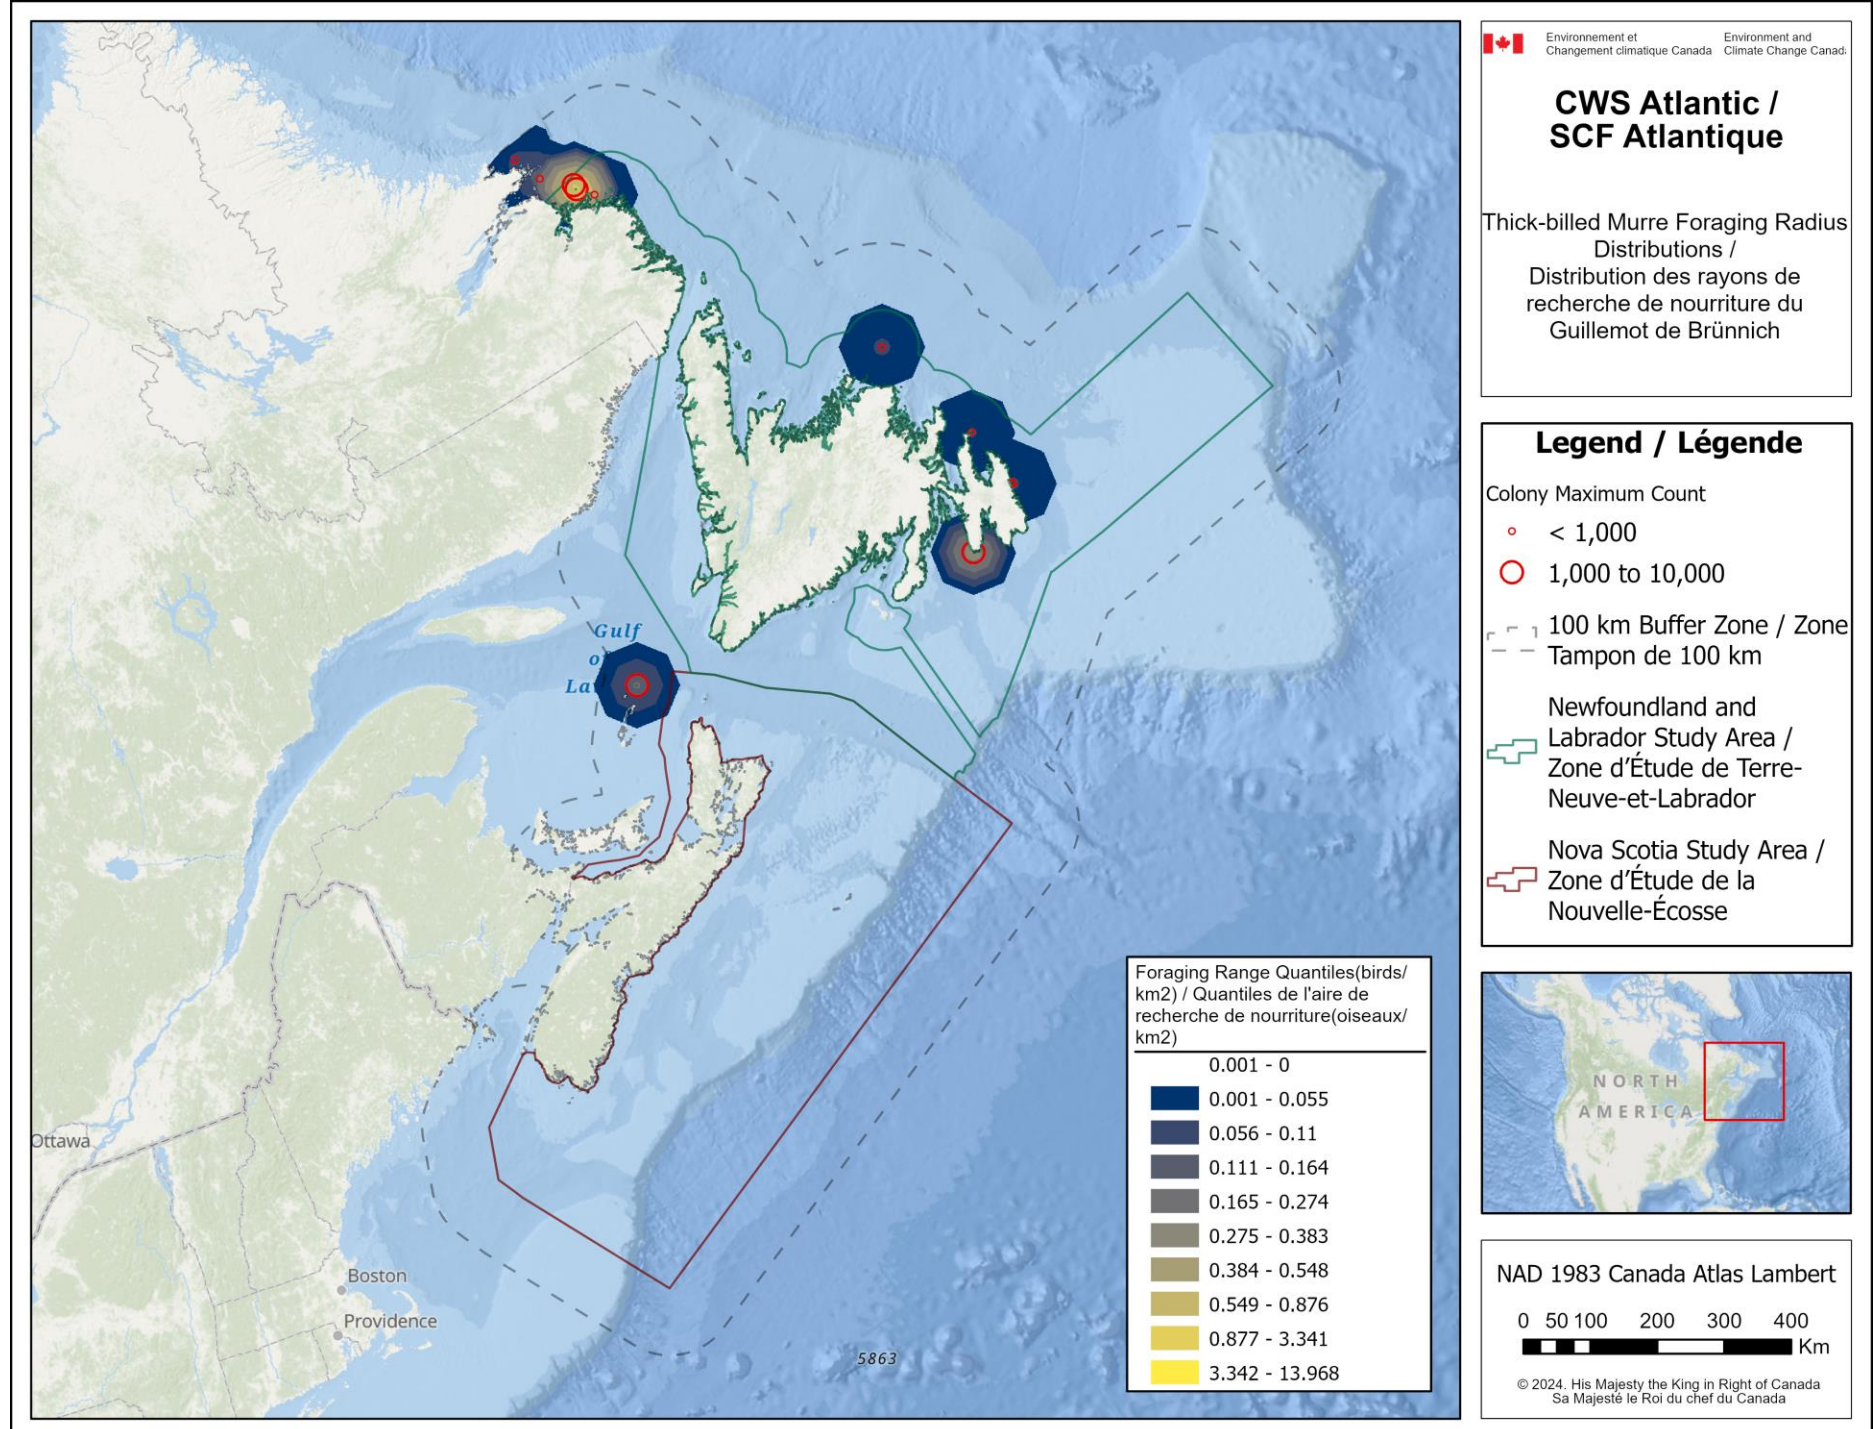 Environnement et
Changement climatique Canada
Environment and
Climate Change Canada
CWS Atlantic /
SCF Atlantique
Thick-billed Murre Foraging Radius
Distributions /
Distribution des rayons de
recherche de nourriture du
Guillemot de Brünnich
Legend / Légende
Colony Maximum Count
< 1,000
1,000 to 10,000
100 km Buffer Zone / Zone
Tampon de 100 km
Newfoundland and
Labrador Study Area /
Zone d'Étude de Terre-
Neuve-et-Labrador
Nova Scotia Study Area /
Zone d'Étude de la
Nouvelle-Écosse
Gulf
o
La
Ottawa
Boston
Providence
5863
Foraging Range Quantiles(birds/
km2) / Quantiles de l'aire de
recherche de nourriture(oiseaux/
km2)
0.001 - 0
0.001 - 0.055
0.056 - 0.11
0.111 - 0.164
0.165 - 0.274
0.275 - 0.383
0.384 - 0.548
0.549 - 0.876
0.877 - 3.341
3.342 - 13.968
NORTH
AMERICA
NAD 1983 Canada Atlas Lambert
0 50 100 200 300 400
Km
© 2024. His Majesty the King in Right of Canada
Sa Majesté le Roi du chef du Canada